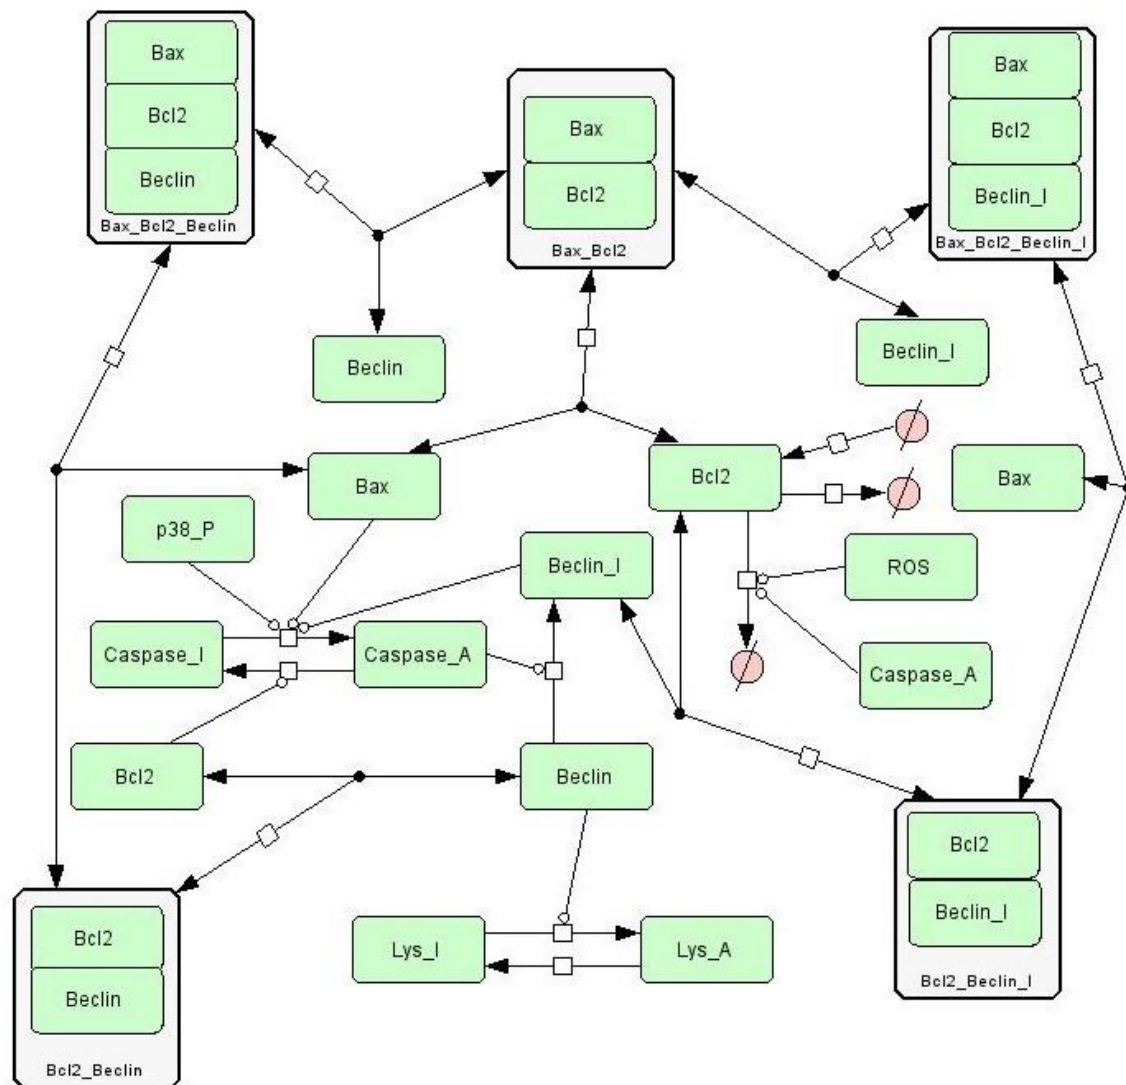 Bax
Bcl2
Beclin
Bax_Bcl2_Beclin
Bax
Bcl2
Bax_Bcl2
Bax
Bcl2
Beclin_I
Bax_Bcl2_Beclin_I
Beclin
Beclin_I
Bax
Bcl2
Bax
p38_P
Beclin_I
ROS
Caspase_I
Caspase_A
Caspase_A
Bcl2
Beclin
Bcl2
Beclin_I
Bcl2_Beclin_I
Bcl2
Beclin
Bcl2_Beclin
Lys_I
Lys_A